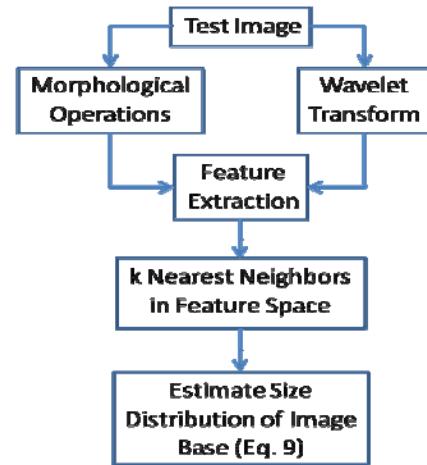 Test Image
Morphological
Operations
Wavelet
Transform
Feature
Extraction
k Nearest Neighbors
in Feature Space
Estimate Size
Distribution of Image
Base (Eq. 9)